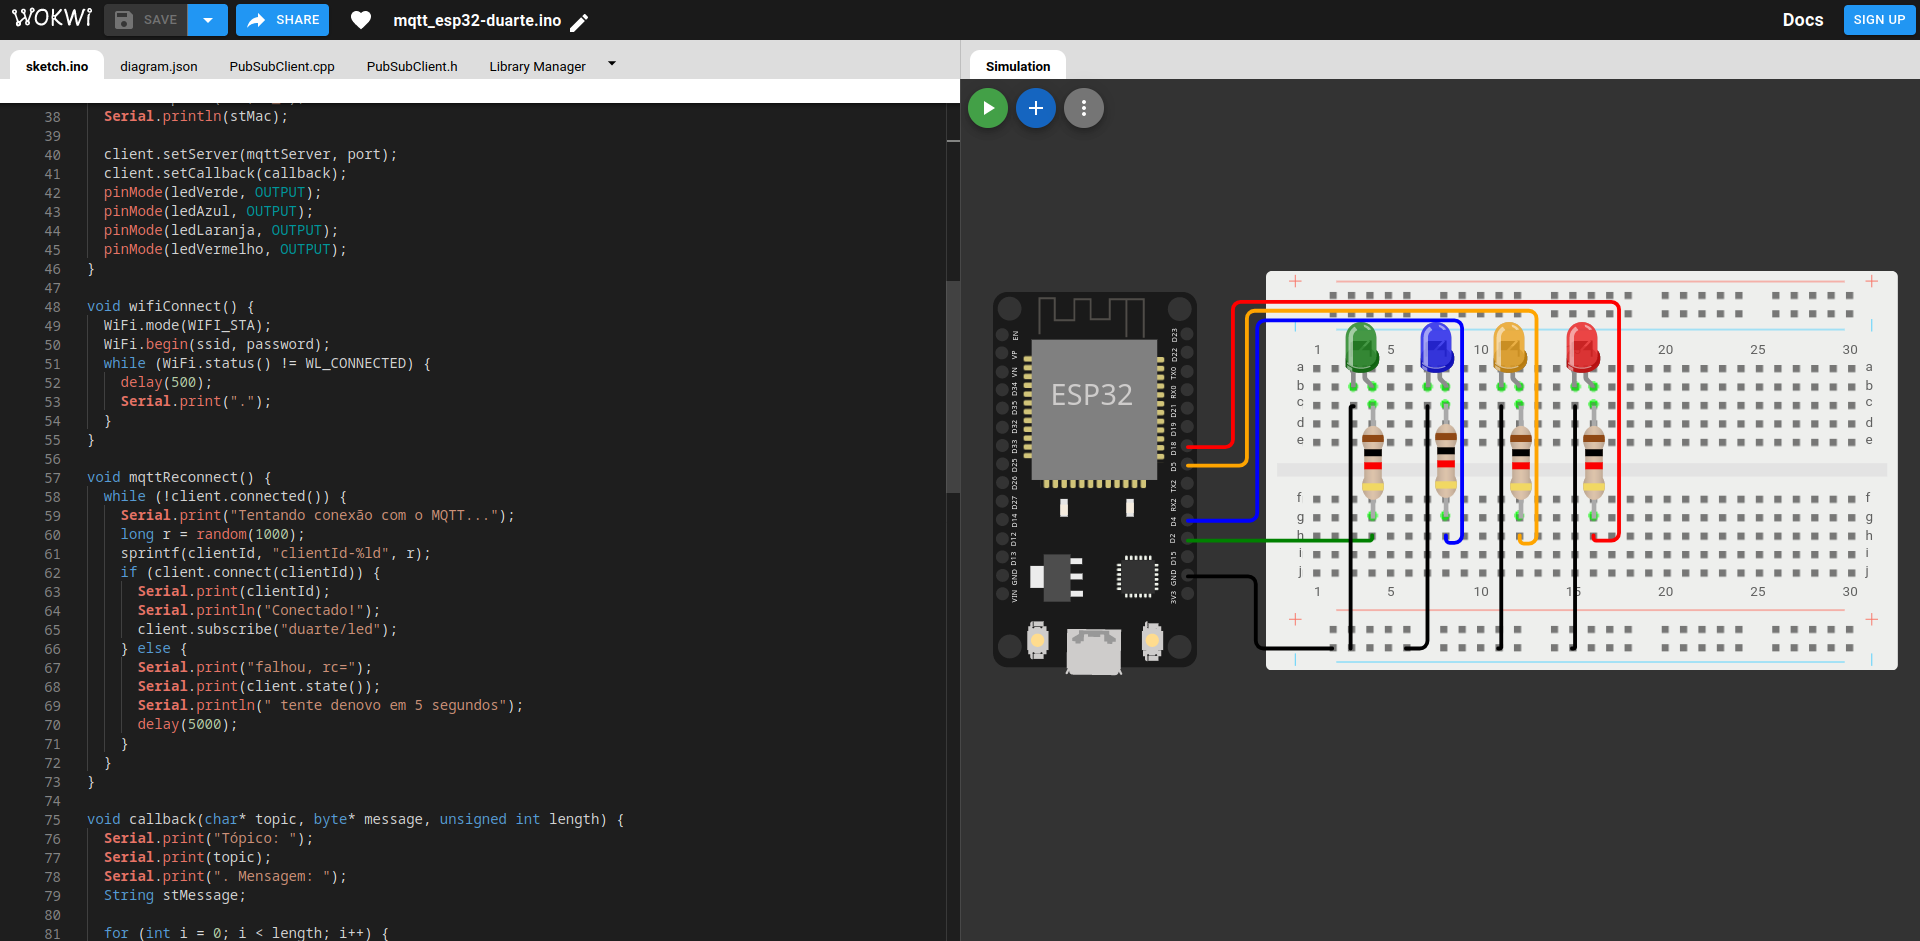 WOKWi
SAVE
SHARE
mqtt_esp32-duarte.ino
Docs
SIGN UP
sketch.ino
diagram.json
PubSubClient.cpp
PubSubClient.h
Library Manager
Simulation
38 Serial.println(stMac);
39
40 client.setServer(mqttServer, port);
41 client.setCallback(callback);
42 pinMode(ledVerde, OUTPUT);
43 pinMode(ledAzul, OUTPUT);
44 pinMode(ledLaranja, OUTPUT);
45 pinMode(ledVermelho, OUTPUT);
46 }
47
48 void wifiConnect() {
49 WiFi.mode(WIFI_STA);
50 WiFi.begin(ssid, password);
51 while (WiFi.status() != WL_CONNECTED) {
52 delay(500);
53 Serial.print(".");
54 }
55 }
56
57 void mqttReconnect() {
58 while (!client.connected()) {
59 Serial.print("Tentando conexão com o MQTT...");
60 long r = random(1000);
61 sprintf(clientId, "clientId-%ld", r);
62 if (client.connect(clientId)) {
63 Serial.print(clientId);
64 Serial.println("Conectado!");
65 client.subscribe("duarte/led");
66 } else {
67 Serial.print("falhou, rc=");
68 Serial.print(client.state());
69 Serial.println(" tente denovo em 5 segundos");
70 delay(5000);
71 }
72 }
73 }
74
75 void callback(char* topic, byte* message, unsigned int length) {
76 Serial.print("Tópico: ");
77 Serial.print(topic);
78 Serial.print(". Mensagem: ");
79 String stMessage;
80
81 for (int i = 0; i < length; i++) {
ESP32
EN
VP
VN
D34
D35
D32
D33
D25
D26
D27
D14
D12
D13
GND
VIN
D23
D22
TX0
RX0
D21
D19
D18
D5
TX2
RX2
D4
D2
D15
GND
3V3
1 5 10 20 25 30
a a
b b
c c
d d
e e
f f
g g
h h
i i
j j
1 5 10 15 20 25 30